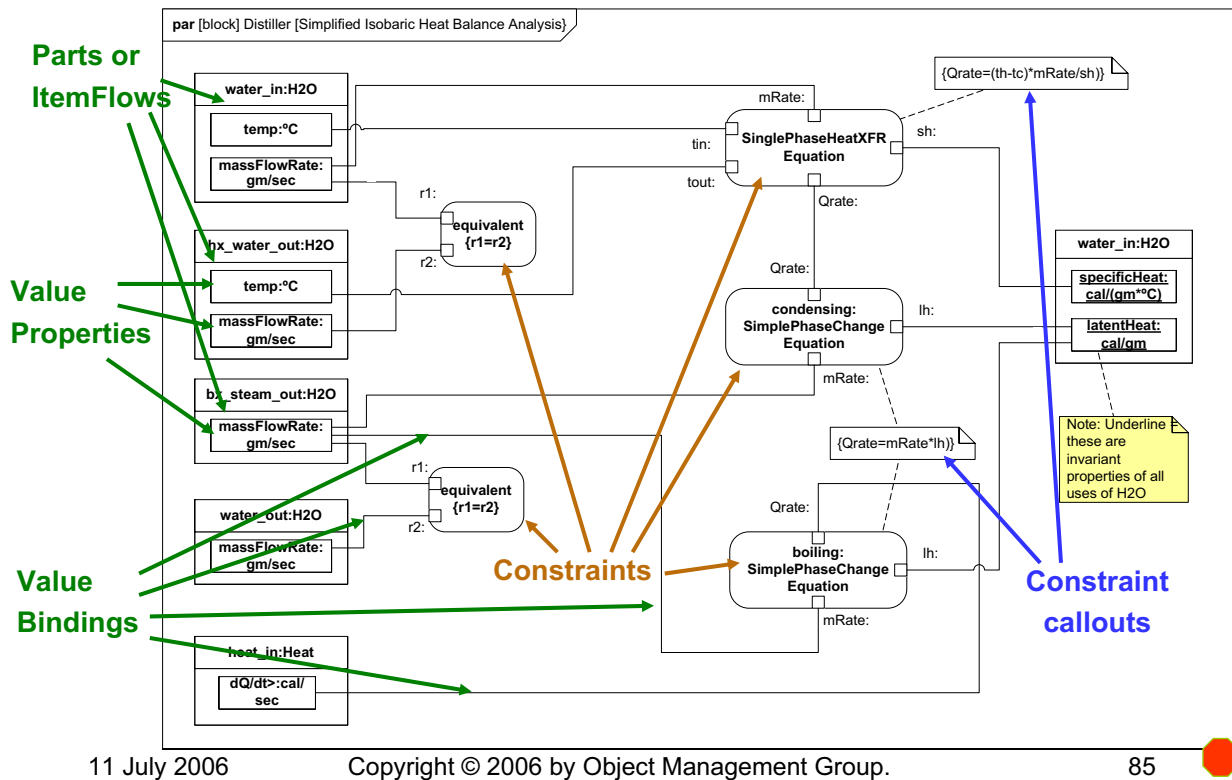 par [block] Distiller [Simplified Isobaric Heat Balance Analysis}
Parts or
ItemFlows
water_in:H2O
temp:ºC
massFlowRate:
gm/sec
{Qrate=(th-tc)*mRate/sh)}
mRate:
SinglePhaseHeatXFR
Equation
sh:
tin:
tout:
Qrate:
r1:
equivalent
{r1=r2}
r2:
hx_water_out:H2O
temp:ºC
massFlowRate:
gm/sec
Value
Properties
Qrate:
condensing:
SimplePhaseChange
Equation
lh:
mRate:
water_in:H2O
specificHeat:
cal/(gm*ºC)
latentHeat:
cal/gm
bx_steam_out:H2O
massFlowRate:
gm/sec
Note: Underline =
these are
invariant
properties of all
uses of H2O
{Qrate=mRate*lh)}
r1:
equivalent
{r1=r2}
r2:
water_out:H2O
massFlowRate:
gm/sec
Qrate:
boiling:
SimplePhaseChange
Equation
lh:
mRate:
Value
Bindings
Constraints
Constraint
callouts
heat_in:Heat
dQ/dt>:cal/
sec
11 July 2006 Copyright © 2006 by Object Management Group. 85